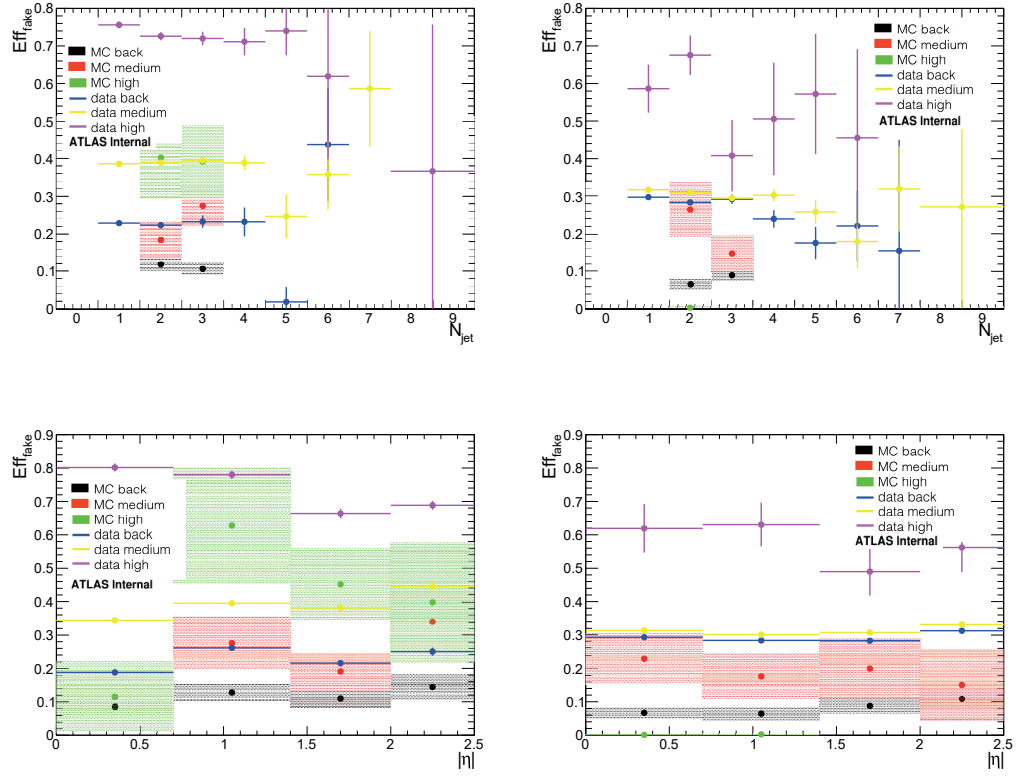 Eff_fake
0.8
0.7
0.6
0.5
0.4
0.3
0.2
0.1
0
MC back
MC medium
MC high
data back
data medium
data high
ATLAS Internal
0 1 2 3 4 5 6 7 8 9
N_jet
Eff_fake
0.8
0.7
0.6
0.5
0.4
0.3
0.2
0.1
0
MC back
MC medium
MC high
data back
data medium
data high
ATLAS Internal
0 1 2 3 4 5 6 7 8 9
N_jet
Eff_fake
0.9
0.8
0.7
0.6
0.5
0.4
0.3
0.2
0.1
0
MC back
MC medium
MC high
data back
data medium
data high
ATLAS Internal
0 0.5 1 1.5 2 2.5
|η|
Eff_fake
0.9
0.8
0.7
0.6
0.5
0.4
0.3
0.2
0.1
0
MC back
MC medium
MC high
data back
data medium
data high
ATLAS Internal
0 0.5 1 1.5 2 2.5
|η|